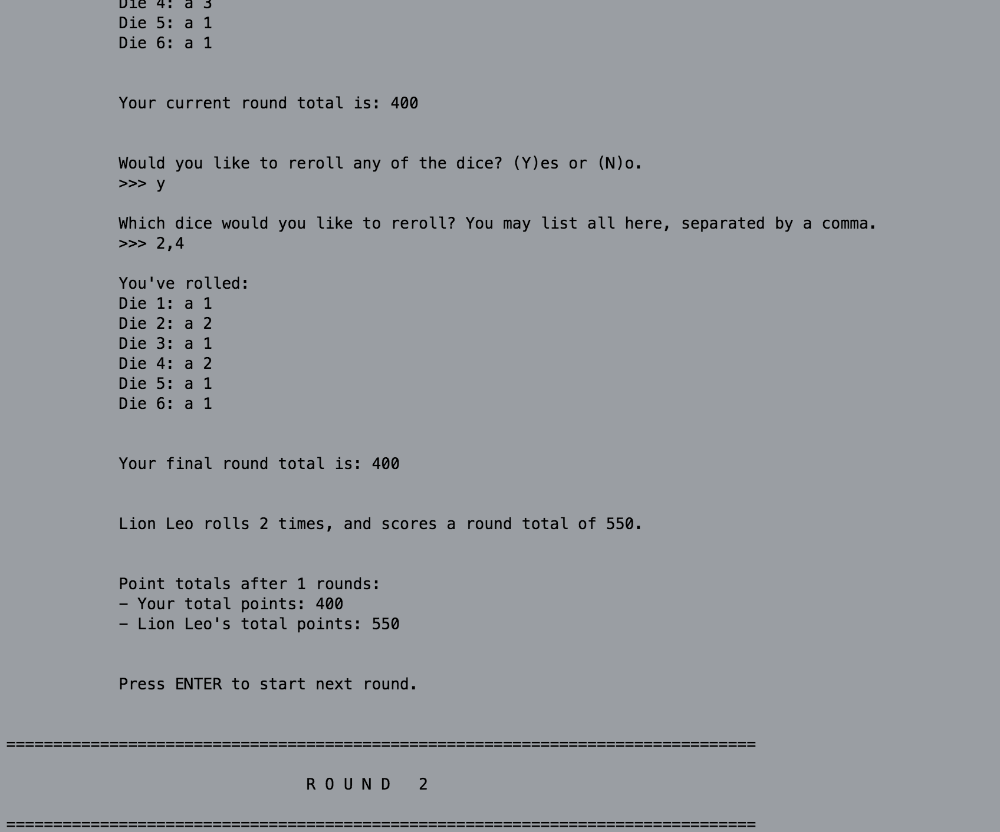 Die 4: a 3
Die 5: a 1
Die 6: a 1
Your current round total is: 400
Would you like to reroll any of the dice? (Y)es or (N)o.
>>> y
Which dice would you like to reroll? You may list all here, separated by a comma.
>>> 2,4
You've rolled:
Die 1: a 1
Die 2: a 2
Die 3: a 1
Die 4: a 2
Die 5: a 1
Die 6: a 1
Your final round total is: 400
Lion Leo rolls 2 times, and scores a round total of 550.
Point totals after 1 rounds:
– Your total points: 400
– Lion Leo's total points: 550
Press ENTER to start next round.
================================================================================
R O U N D   2
================================================================================